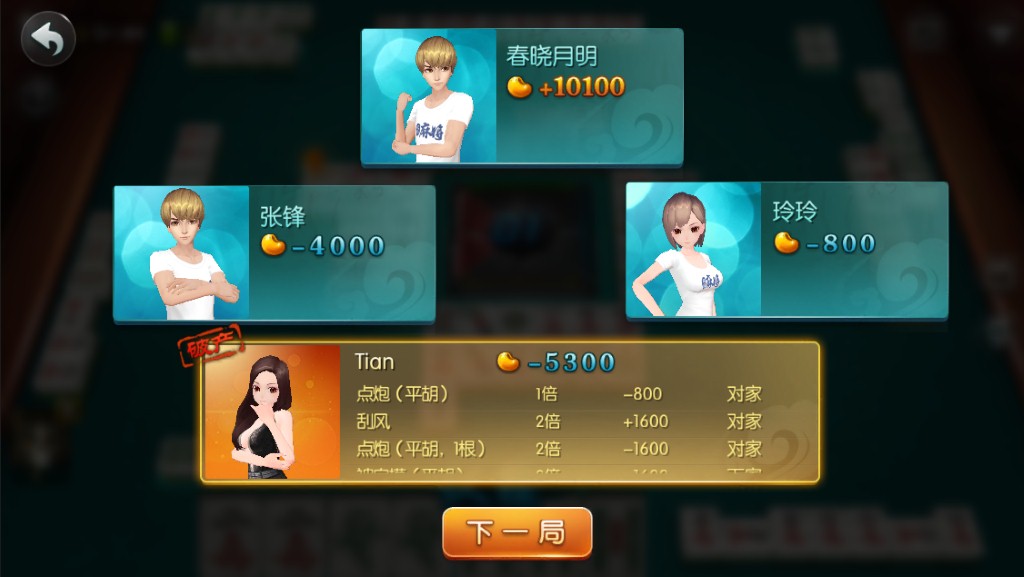 春晓月明
+10100
张锋
-4000
玲玲
-800
破产
Tian -5300
点炮（平胡） 1倍 -800 对家
刮风 2倍 +1600 对家
点炮（平胡，1根） 2倍 -1600 对家
下一局